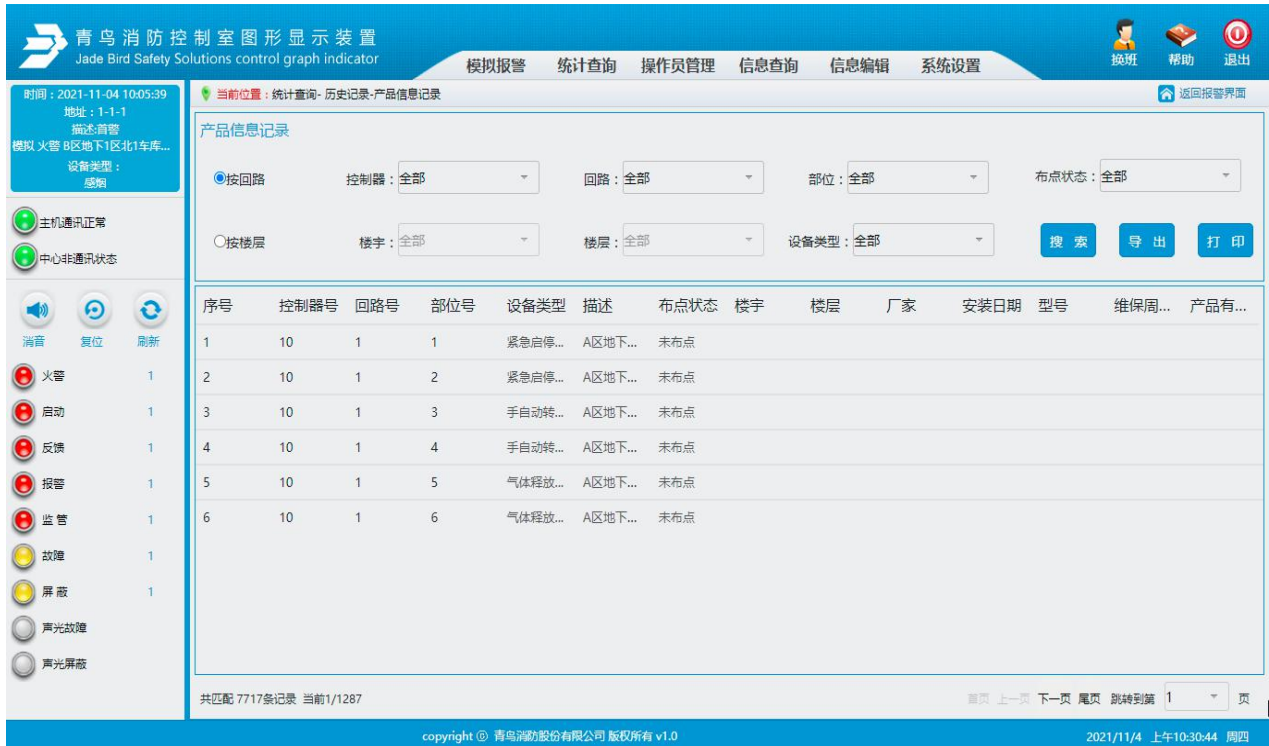 青鸟消防控制室图形显示装置
Jade Bird Safety Solutions control graph indicator
模拟报警 统计查询 操作员管理 信息查询 信息编辑 系统设置
换班 帮助 退出
时间：2021-11-04 10:05:39
地址：1-1-1
描述:首警
模拟 火警 B区地下1区北1车库...
设备类型：
感烟
当前位置：统计查询- 历史记录-产品信息记录
返回报警界面
主机通讯正常
中心非通讯状态
消音 复位 刷新
火警 1
启动 1
反馈 1
报警 1
监管 1
故障 1
屏蔽 1
声光故障
声光屏蔽
产品信息记录
按回路 控制器：全部 回路：全部 部位：全部 布点状态：全部
按楼层 楼宇：全部 楼层：全部 设备类型：全部 搜索 导出 打印
序号 控制器号 回路号 部位号 设备类型 描述 布点状态 楼宇 楼层 厂家 安装日期 型号 维保周... 产品有...
1 10 1 1 紧急启停... A区地下... 未布点
2 10 1 2 紧急启停... A区地下... 未布点
3 10 1 3 手自动转... A区地下... 未布点
4 10 1 4 手自动转... A区地下... 未布点
5 10 1 5 气体释放... A区地下... 未布点
6 10 1 6 气体释放... A区地下... 未布点
共匹配 7717条记录 当前1/1287
首页 上一页 下一页 尾页 跳转到第 1 页
copyright © 青鸟消防股份有限公司 版权所有 v1.0
2021/11/4 上午10:30:44 周四